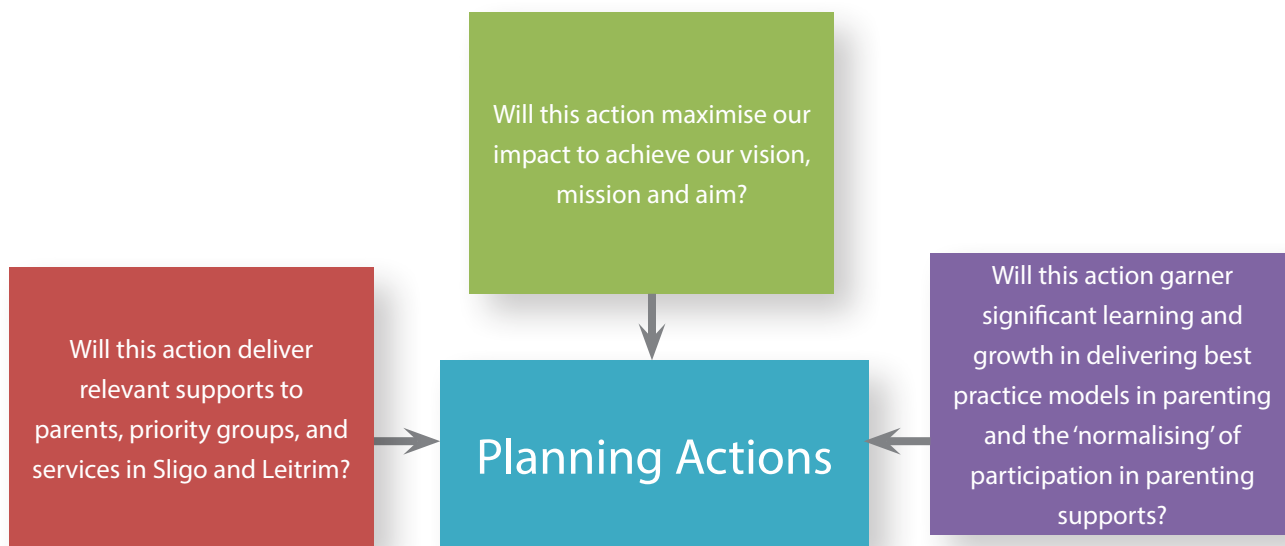 Will this action maximise our
impact to achieve our vision,
mission and aim?
Will this action deliver
relevant supports to
parents, priority groups, and
services in Sligo and Leitrim?
Planning Actions
Will this action garner
significant learning and
growth in delivering best
practice models in parenting
and the ‘normalising’ of
participation in parenting
supports?